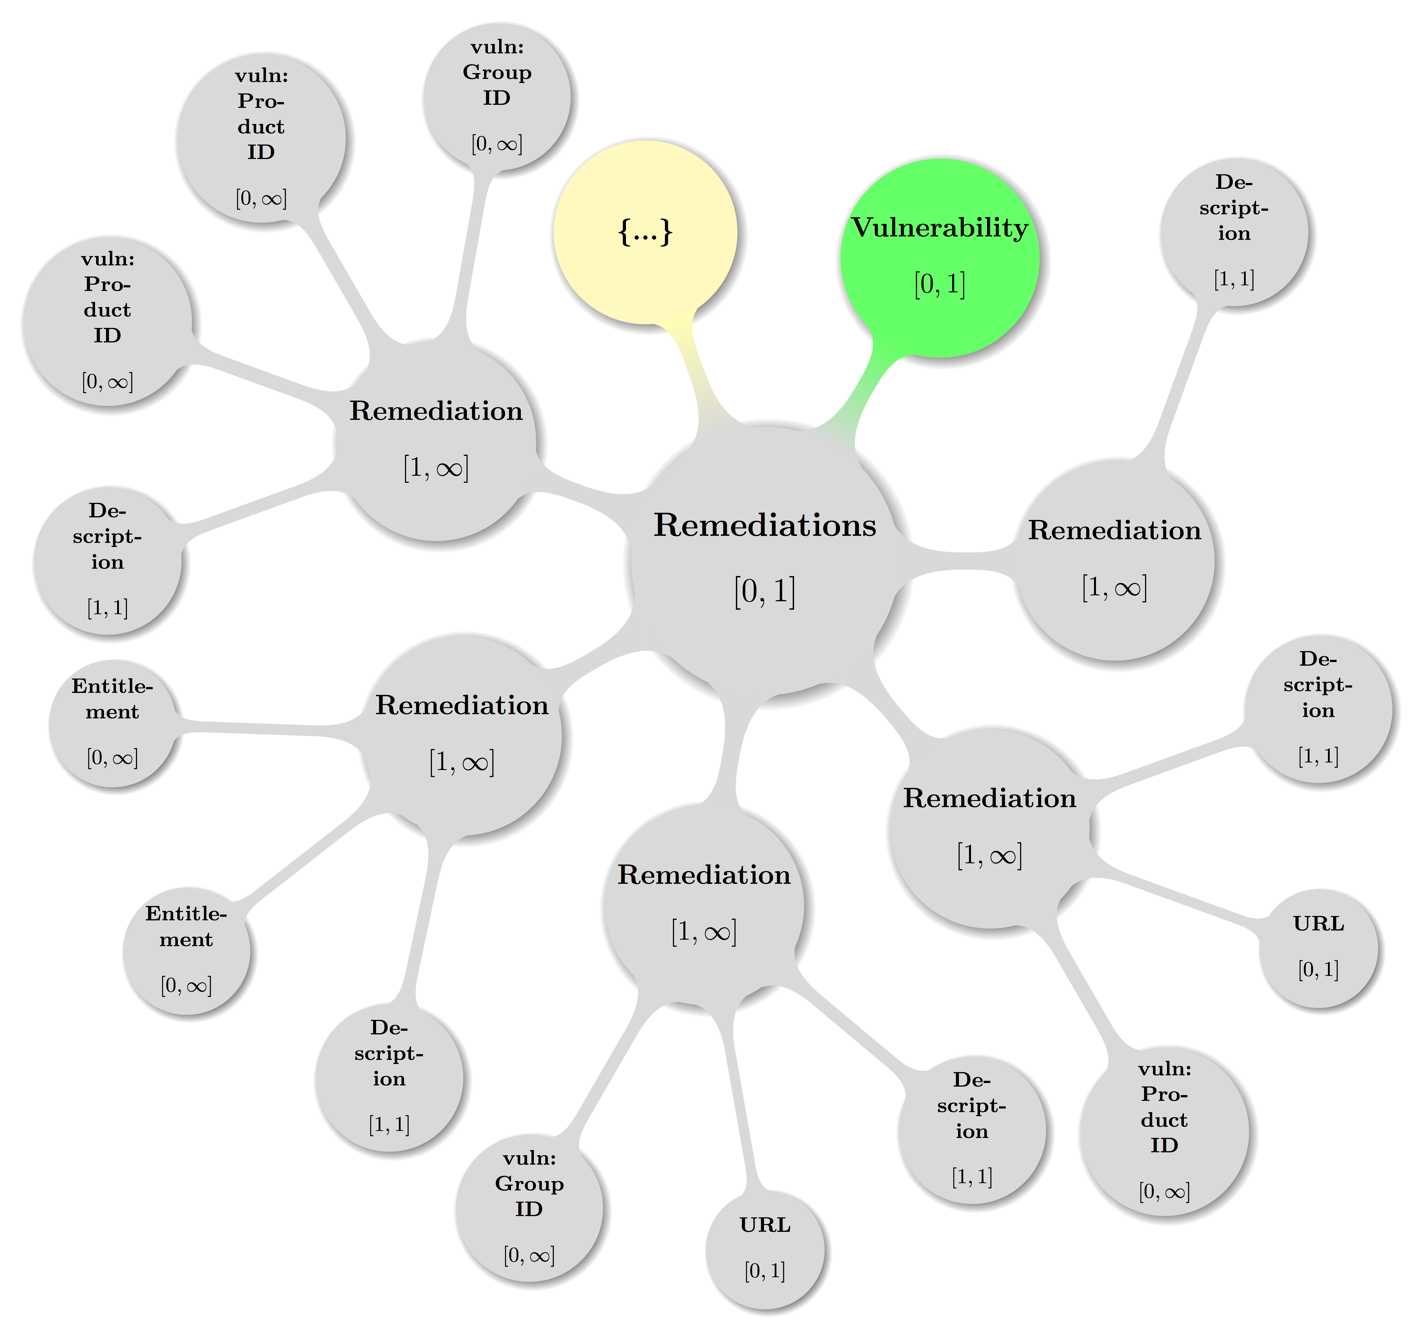 vuln:
Group
ID
[0, ∞]
vuln:
Pro-
duct
ID
[0, ∞]
vuln:
Pro-
duct
ID
[0, ∞]
De-
script-
ion
[1, 1]
Remediation
[1, ∞]
{...}
Vulnerability
[0, 1]
De-
script-
ion
[1, 1]
Remediations
[0, 1]
Remediation
[1, ∞]
Entitle-
ment
[0, ∞]
Remediation
[1, ∞]
Entitle-
ment
[0, ∞]
De-
script-
ion
[1, 1]
Remediation
[1, ∞]
vuln:
Group
ID
[0, ∞]
URL
[0, 1]
De-
script-
ion
[1, 1]
Remediation
[1, ∞]
De-
script-
ion
[1, 1]
URL
[0, 1]
vuln:
Pro-
duct
ID
[0, ∞]